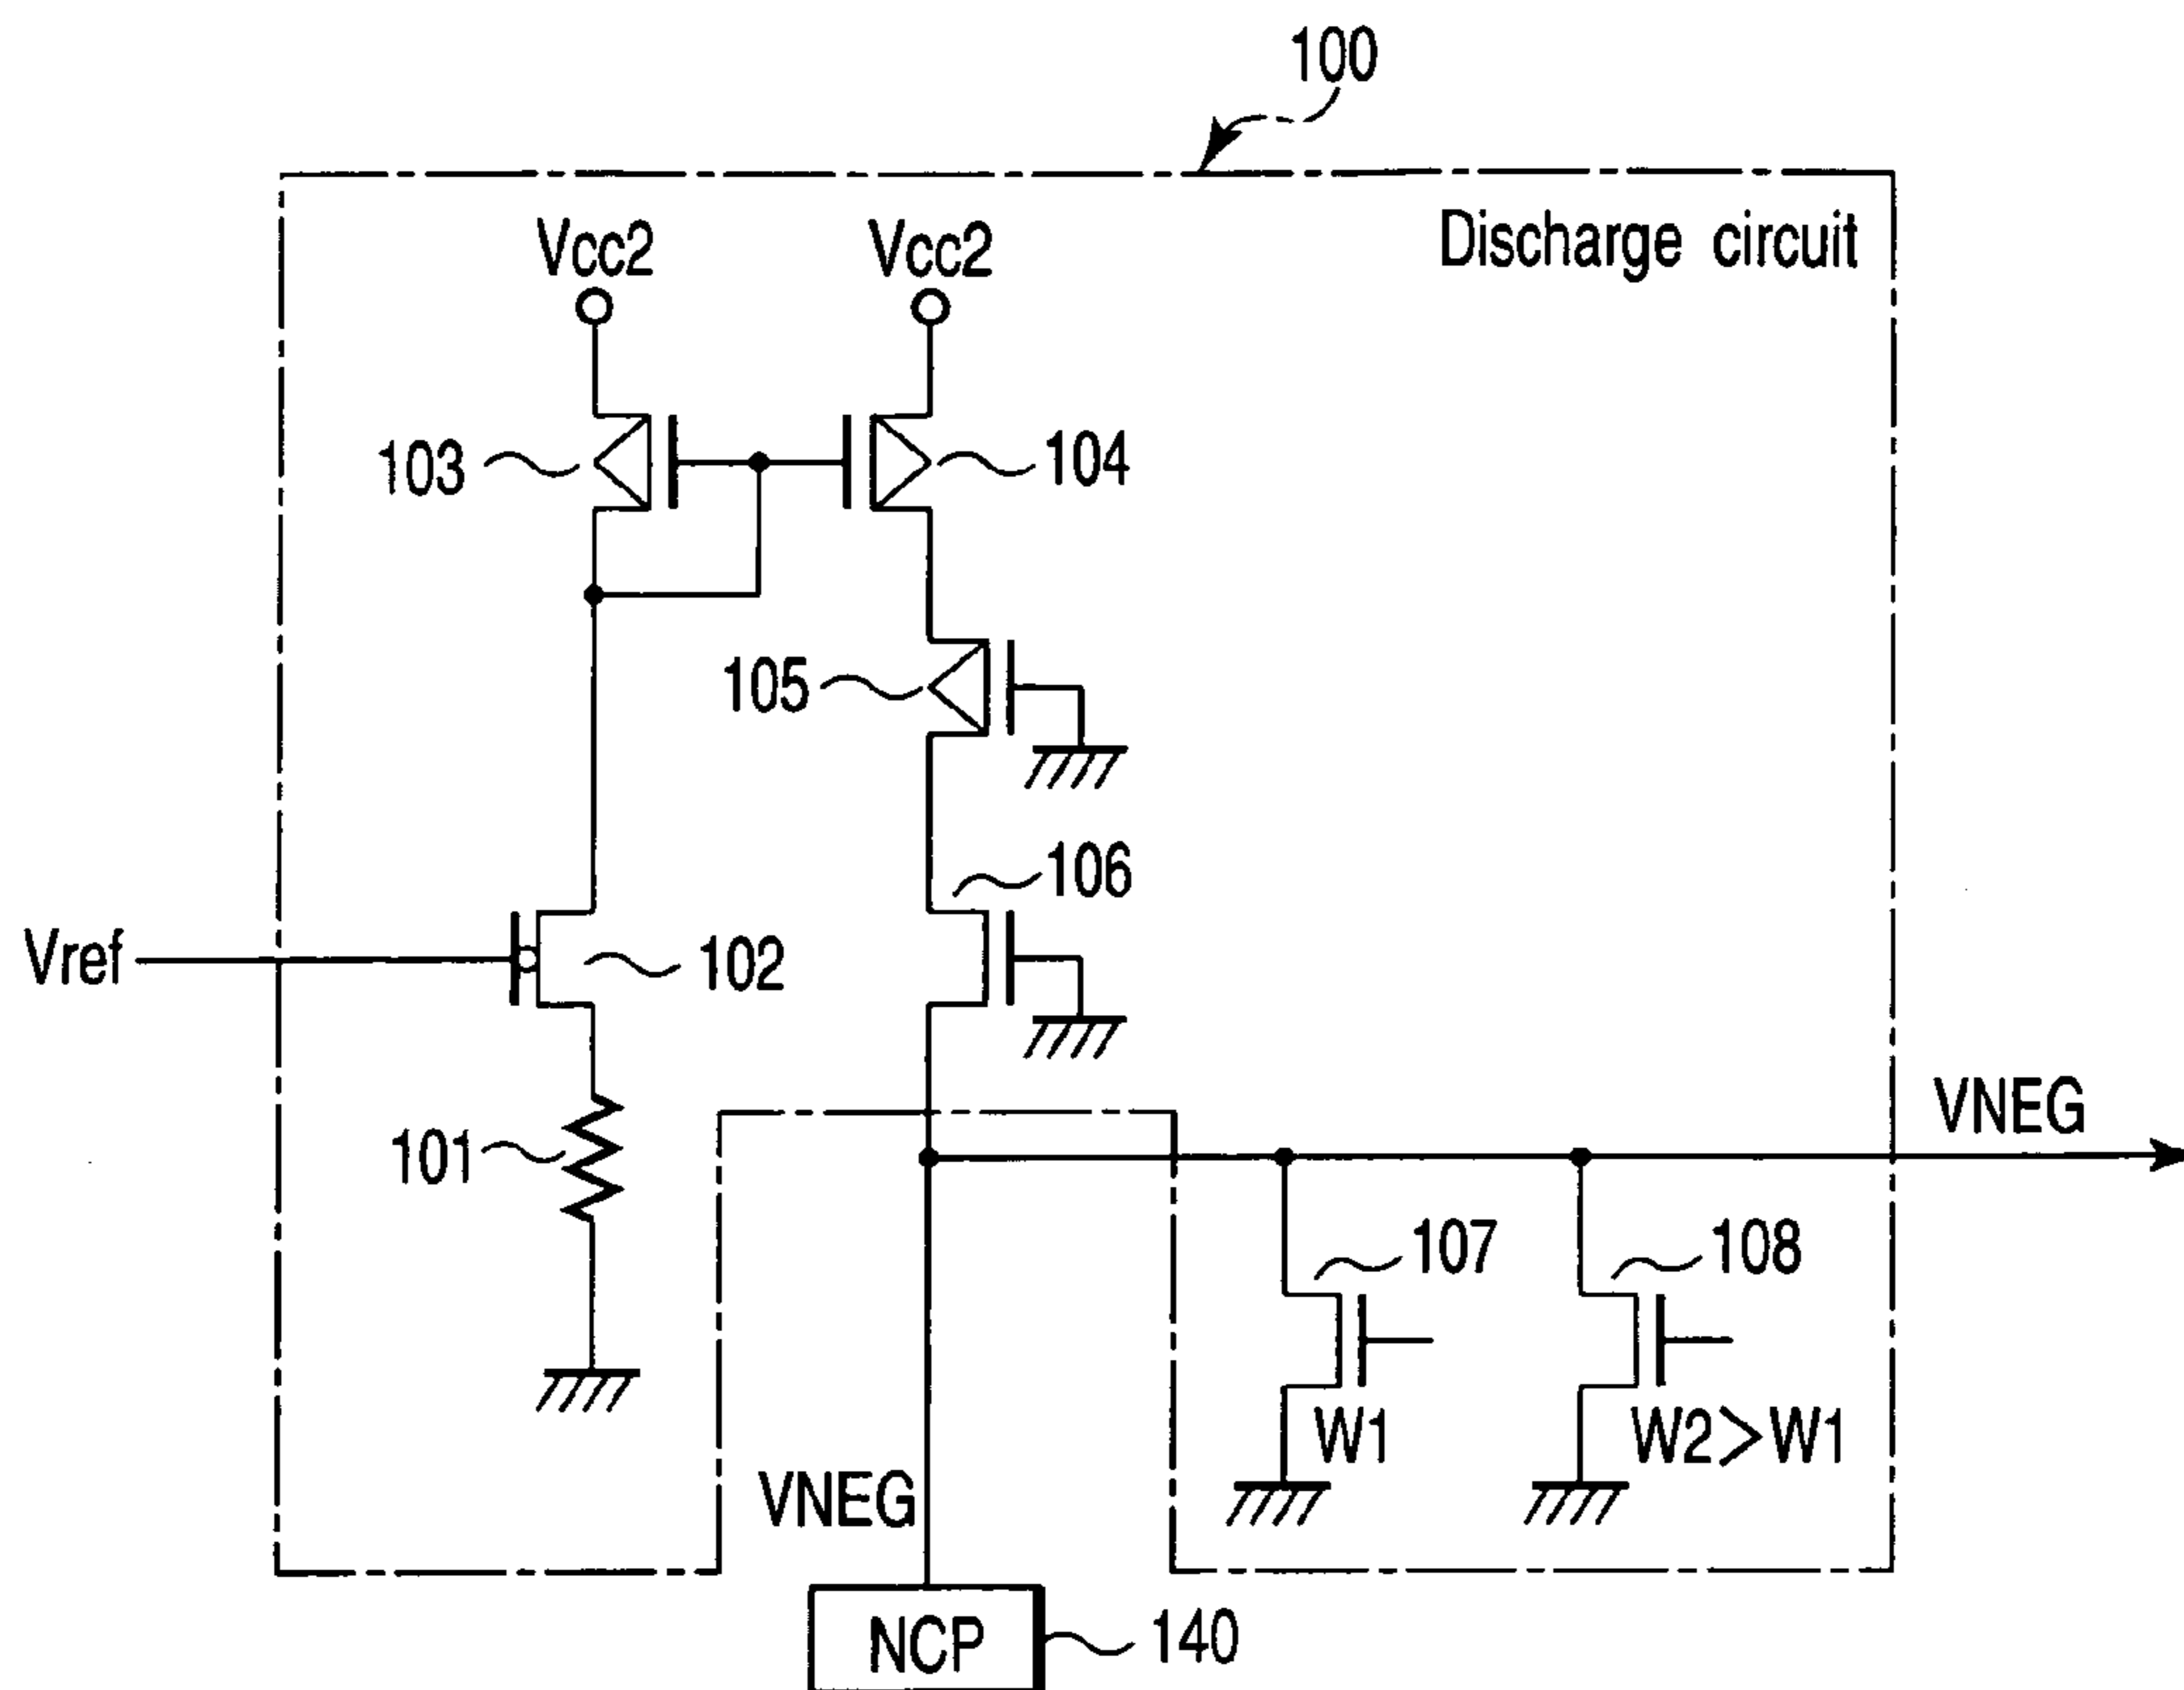 100
Vcc2
Vcc2
Discharge circuit
103
104
105
106
Vref
102
101
VNEG
107
108
W1
W2>W1
VNEG
NCP
140